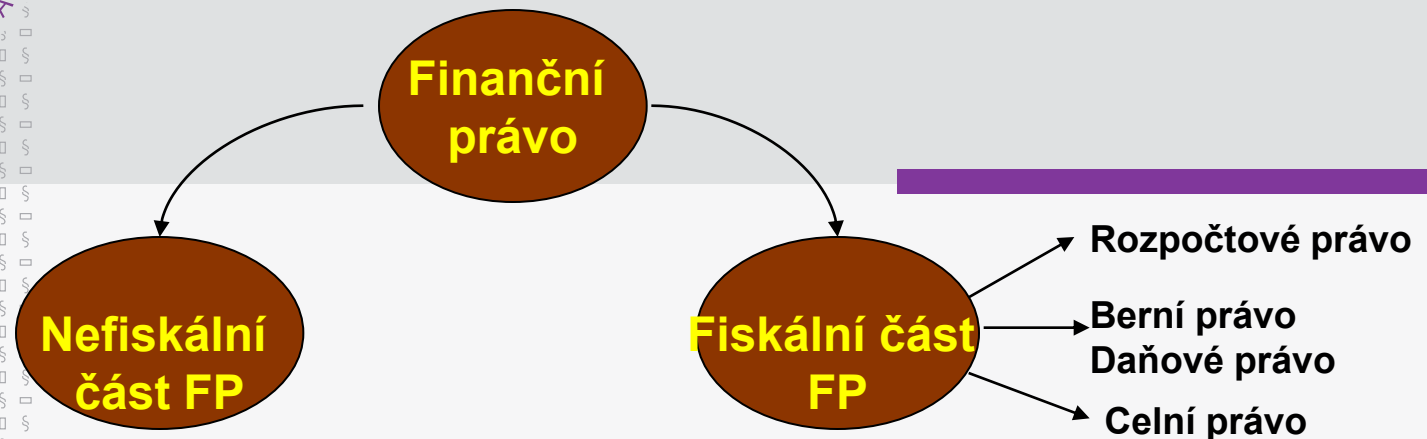 Finanční
právo
Nefiskální
část FP
Fiskální část
FP
Rozpočtové právo
Berní právo
Daňové právo
Celní právo